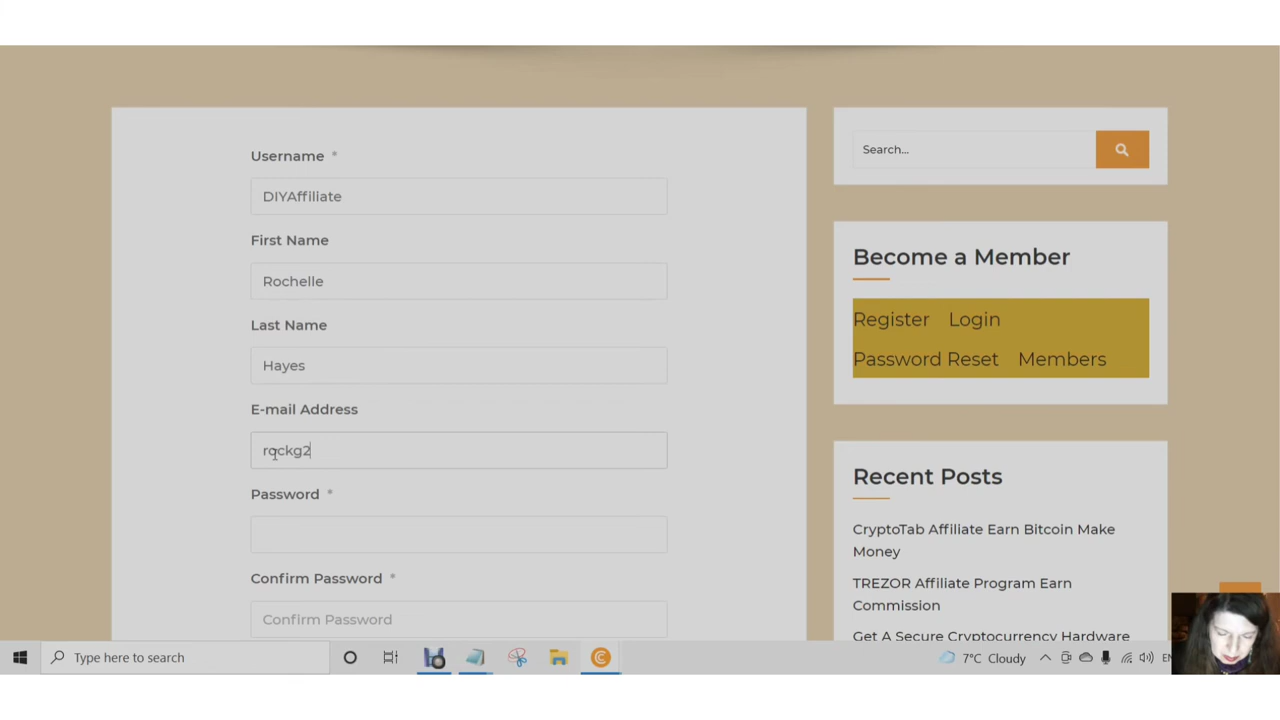 Username *
DIYAffiliate
First Name
Rochelle
Last Name
Hayes
E-mail Address
rockg2
Password *
Confirm Password *
Confirm Password
Search...
Become a Member
Register Login
Password Reset Members
Recent Posts
CryptoTab Affiliate Earn Bitcoin Make
Money
TREZOR Affiliate Program Earn
Commission
Get A Secure Cryptocurrency Hardware
Type here to search
7°C Cloudy